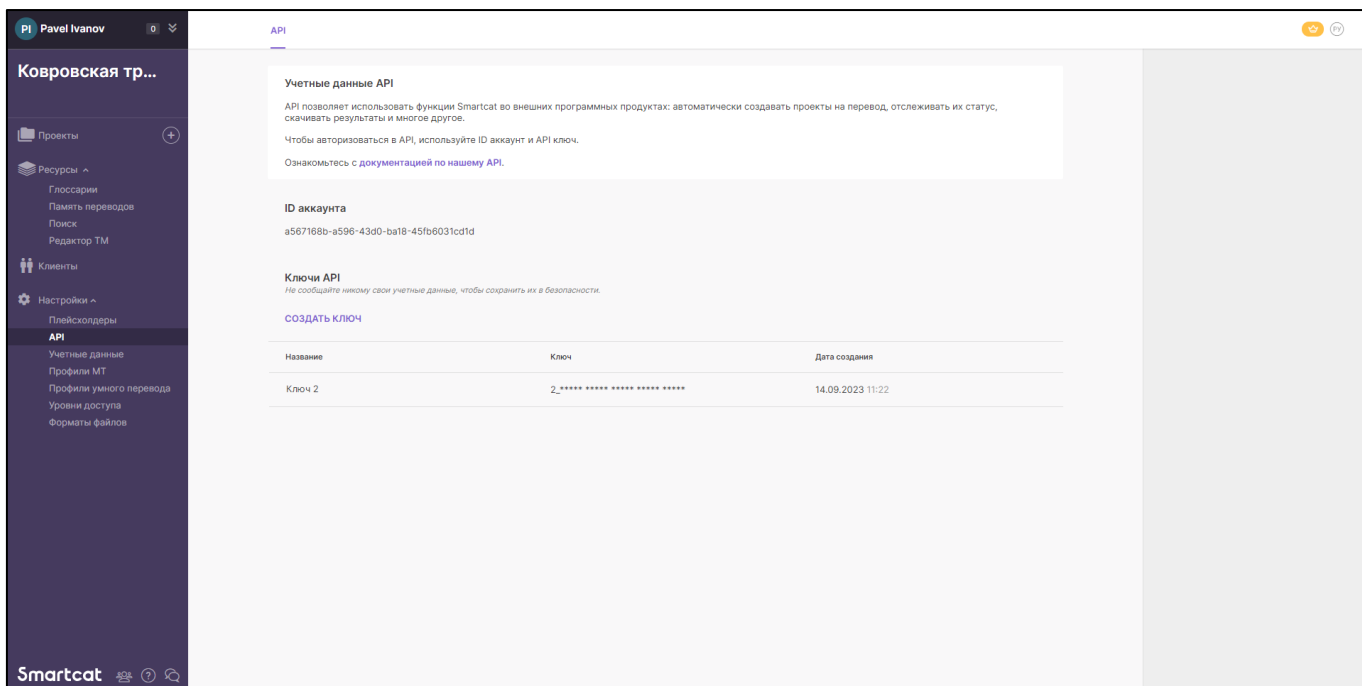 PI Pavel Ivanov 0
API
РУ
Ковровская тр...
Проекты
Ресурсы
Глоссарии
Память переводов
Поиск
Редактор ТМ
Клиенты
Настройки
Плейсхолдеры
API
Учетные данные
Профили МТ
Профили умного перевода
Уровни доступа
Форматы файлов
Smartcat
Учетные данные API
API позволяет использовать функции Smartcat во внешних программных продуктах: автоматически создавать проекты на перевод, отслеживать их статус,
скачивать результаты и многое другое.
Чтобы авторизоваться в API, используйте ID аккаунт и API ключ.
Ознакомьтесь с документацией по нашему API.
ID аккаунта
a567168b-a596-43d0-ba18-45fb6031cd1d
Ключи API
Не сообщайте никому свои учетные данные, чтобы сохранить их в безопасности.
СОЗДАТЬ КЛЮЧ
Название Ключ Дата создания
Ключ 2 2_***** ***** ***** ***** ***** 14.09.2023 11:22